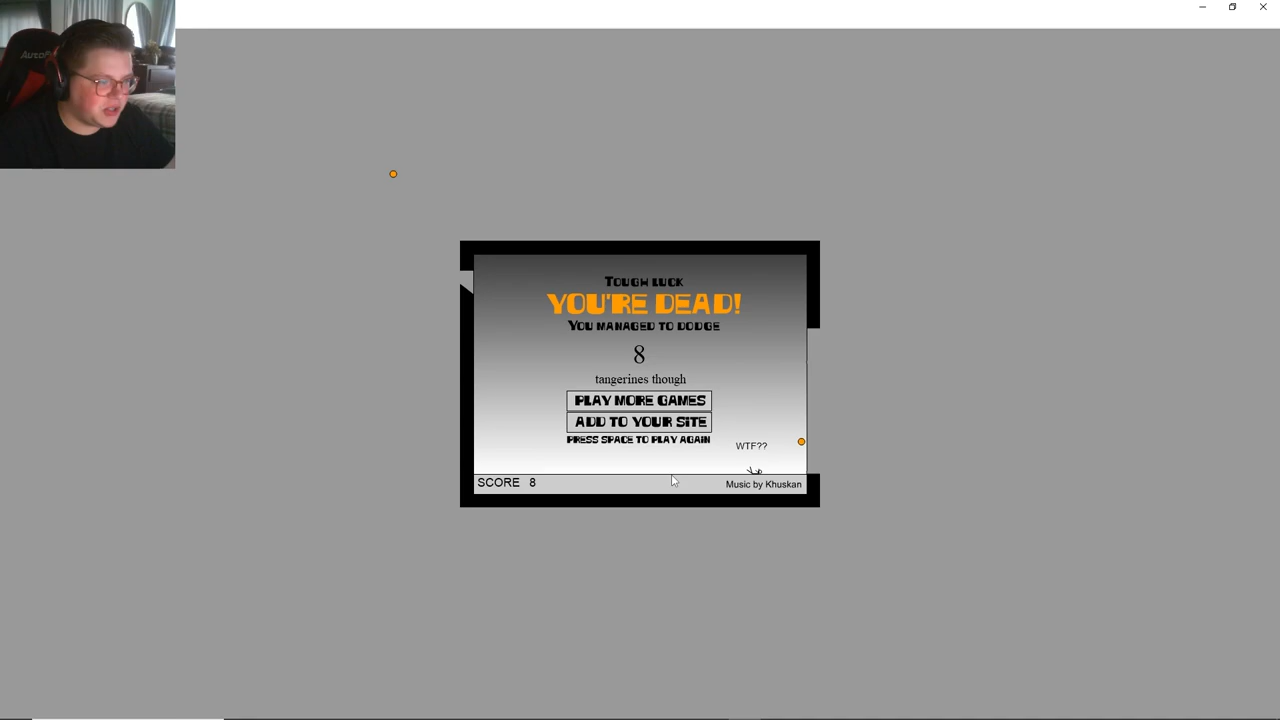 TOUGH LUCK
YOU'RE DEAD!
YOU MANAGED TO DODGE
8
tangerines though
PLAY MORE GAMES
ADD TO YOUR SITE
PRESS SPACE TO PLAY AGAIN
WTF??
SCORE 8
Music by Khuskan